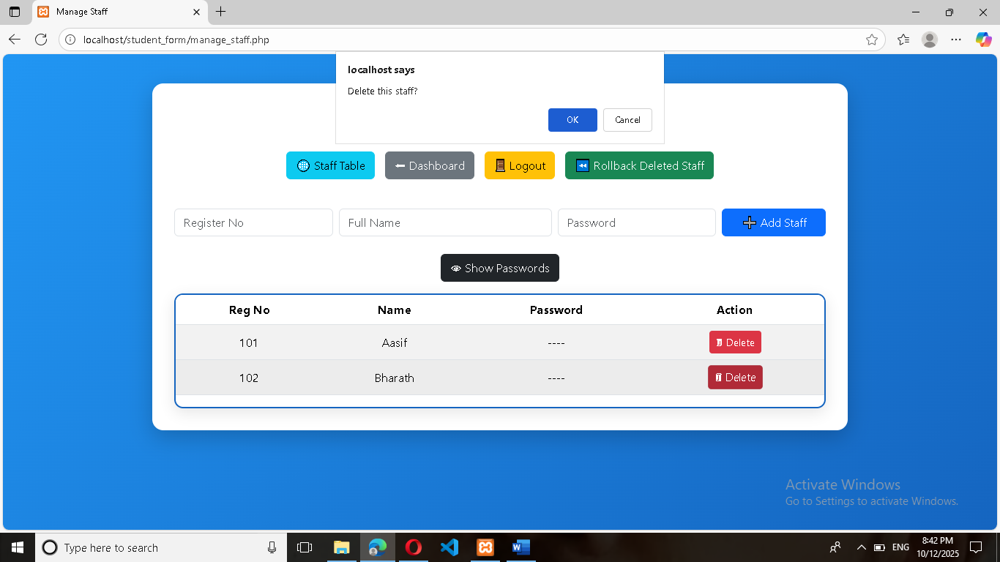 Manage Staff
localhost/student_form/manage_staff.php
localhost says
Delete this staff?
OK Cancel
Staff Table Dashboard Logout Rollback Deleted Staff
Register No Full Name Password Add Staff
Show Passwords
Reg No Name Password Action
101 Aasif ---- Delete
102 Bharath ---- Delete
Activate Windows
Go to Settings to activate Windows.
Type here to search
ENG
8:42 PM
10/12/2025